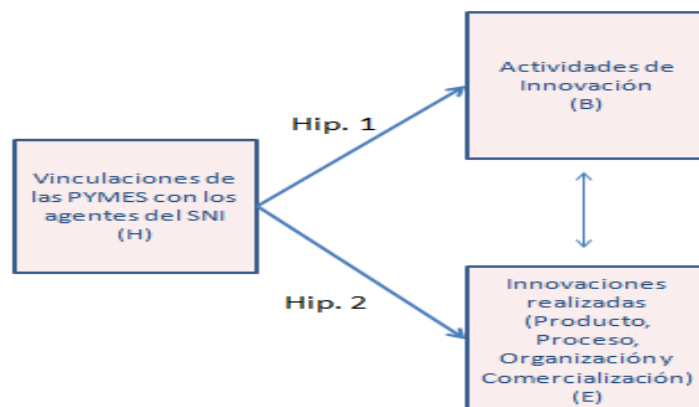 Actividades de
Innovación
(B)
Hip. 1
Vinculaciones de
las PYMES con los
agentes del SNI
(H)
Hip. 2
Innovaciones
realizadas
(Producto,
Proceso,
Organización y
Comercialización)
(E)